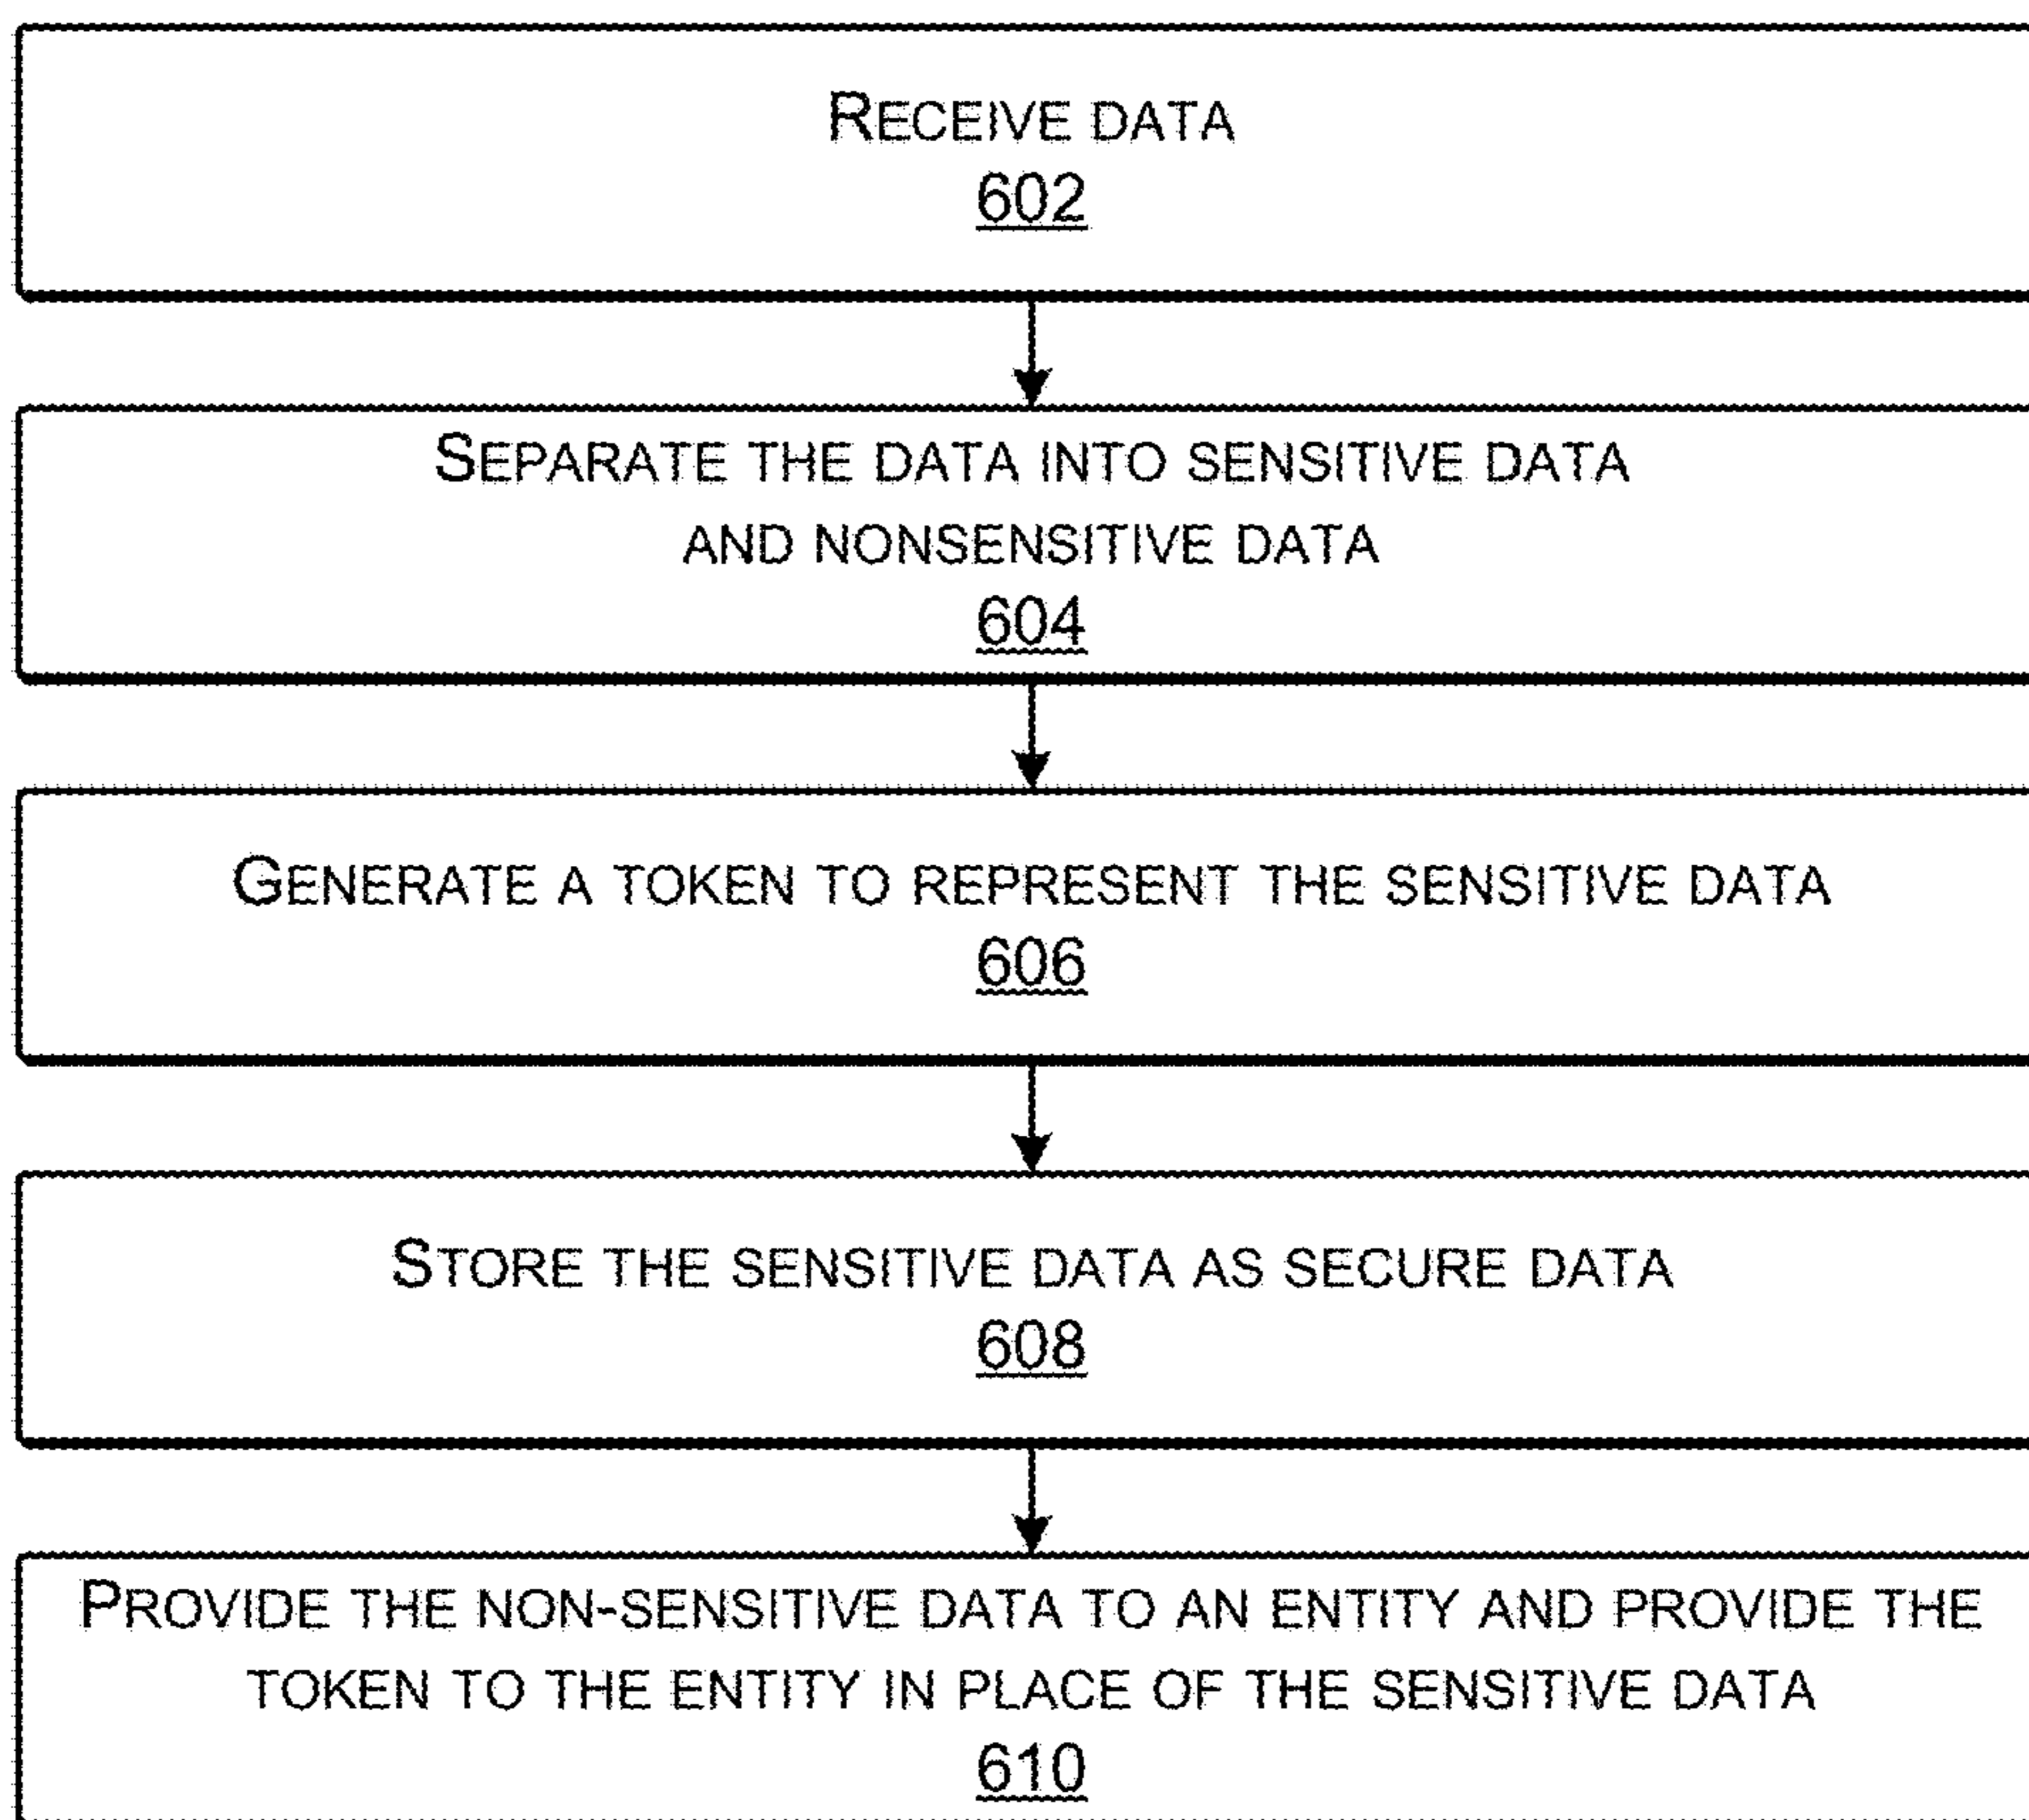 RECEIVE DATA
602
SEPARATE THE DATA INTO SENSITIVE DATA
AND NONSENSITIVE DATA
604
GENERATE A TOKEN TO REPRESENT THE SENSITIVE DATA
606
STORE THE SENSITIVE DATA AS SECURE DATA
608
PROVIDE THE NON-SENSITIVE DATA TO AN ENTITY AND PROVIDE THE
TOKEN TO THE ENTITY IN PLACE OF THE SENSITIVE DATA
610